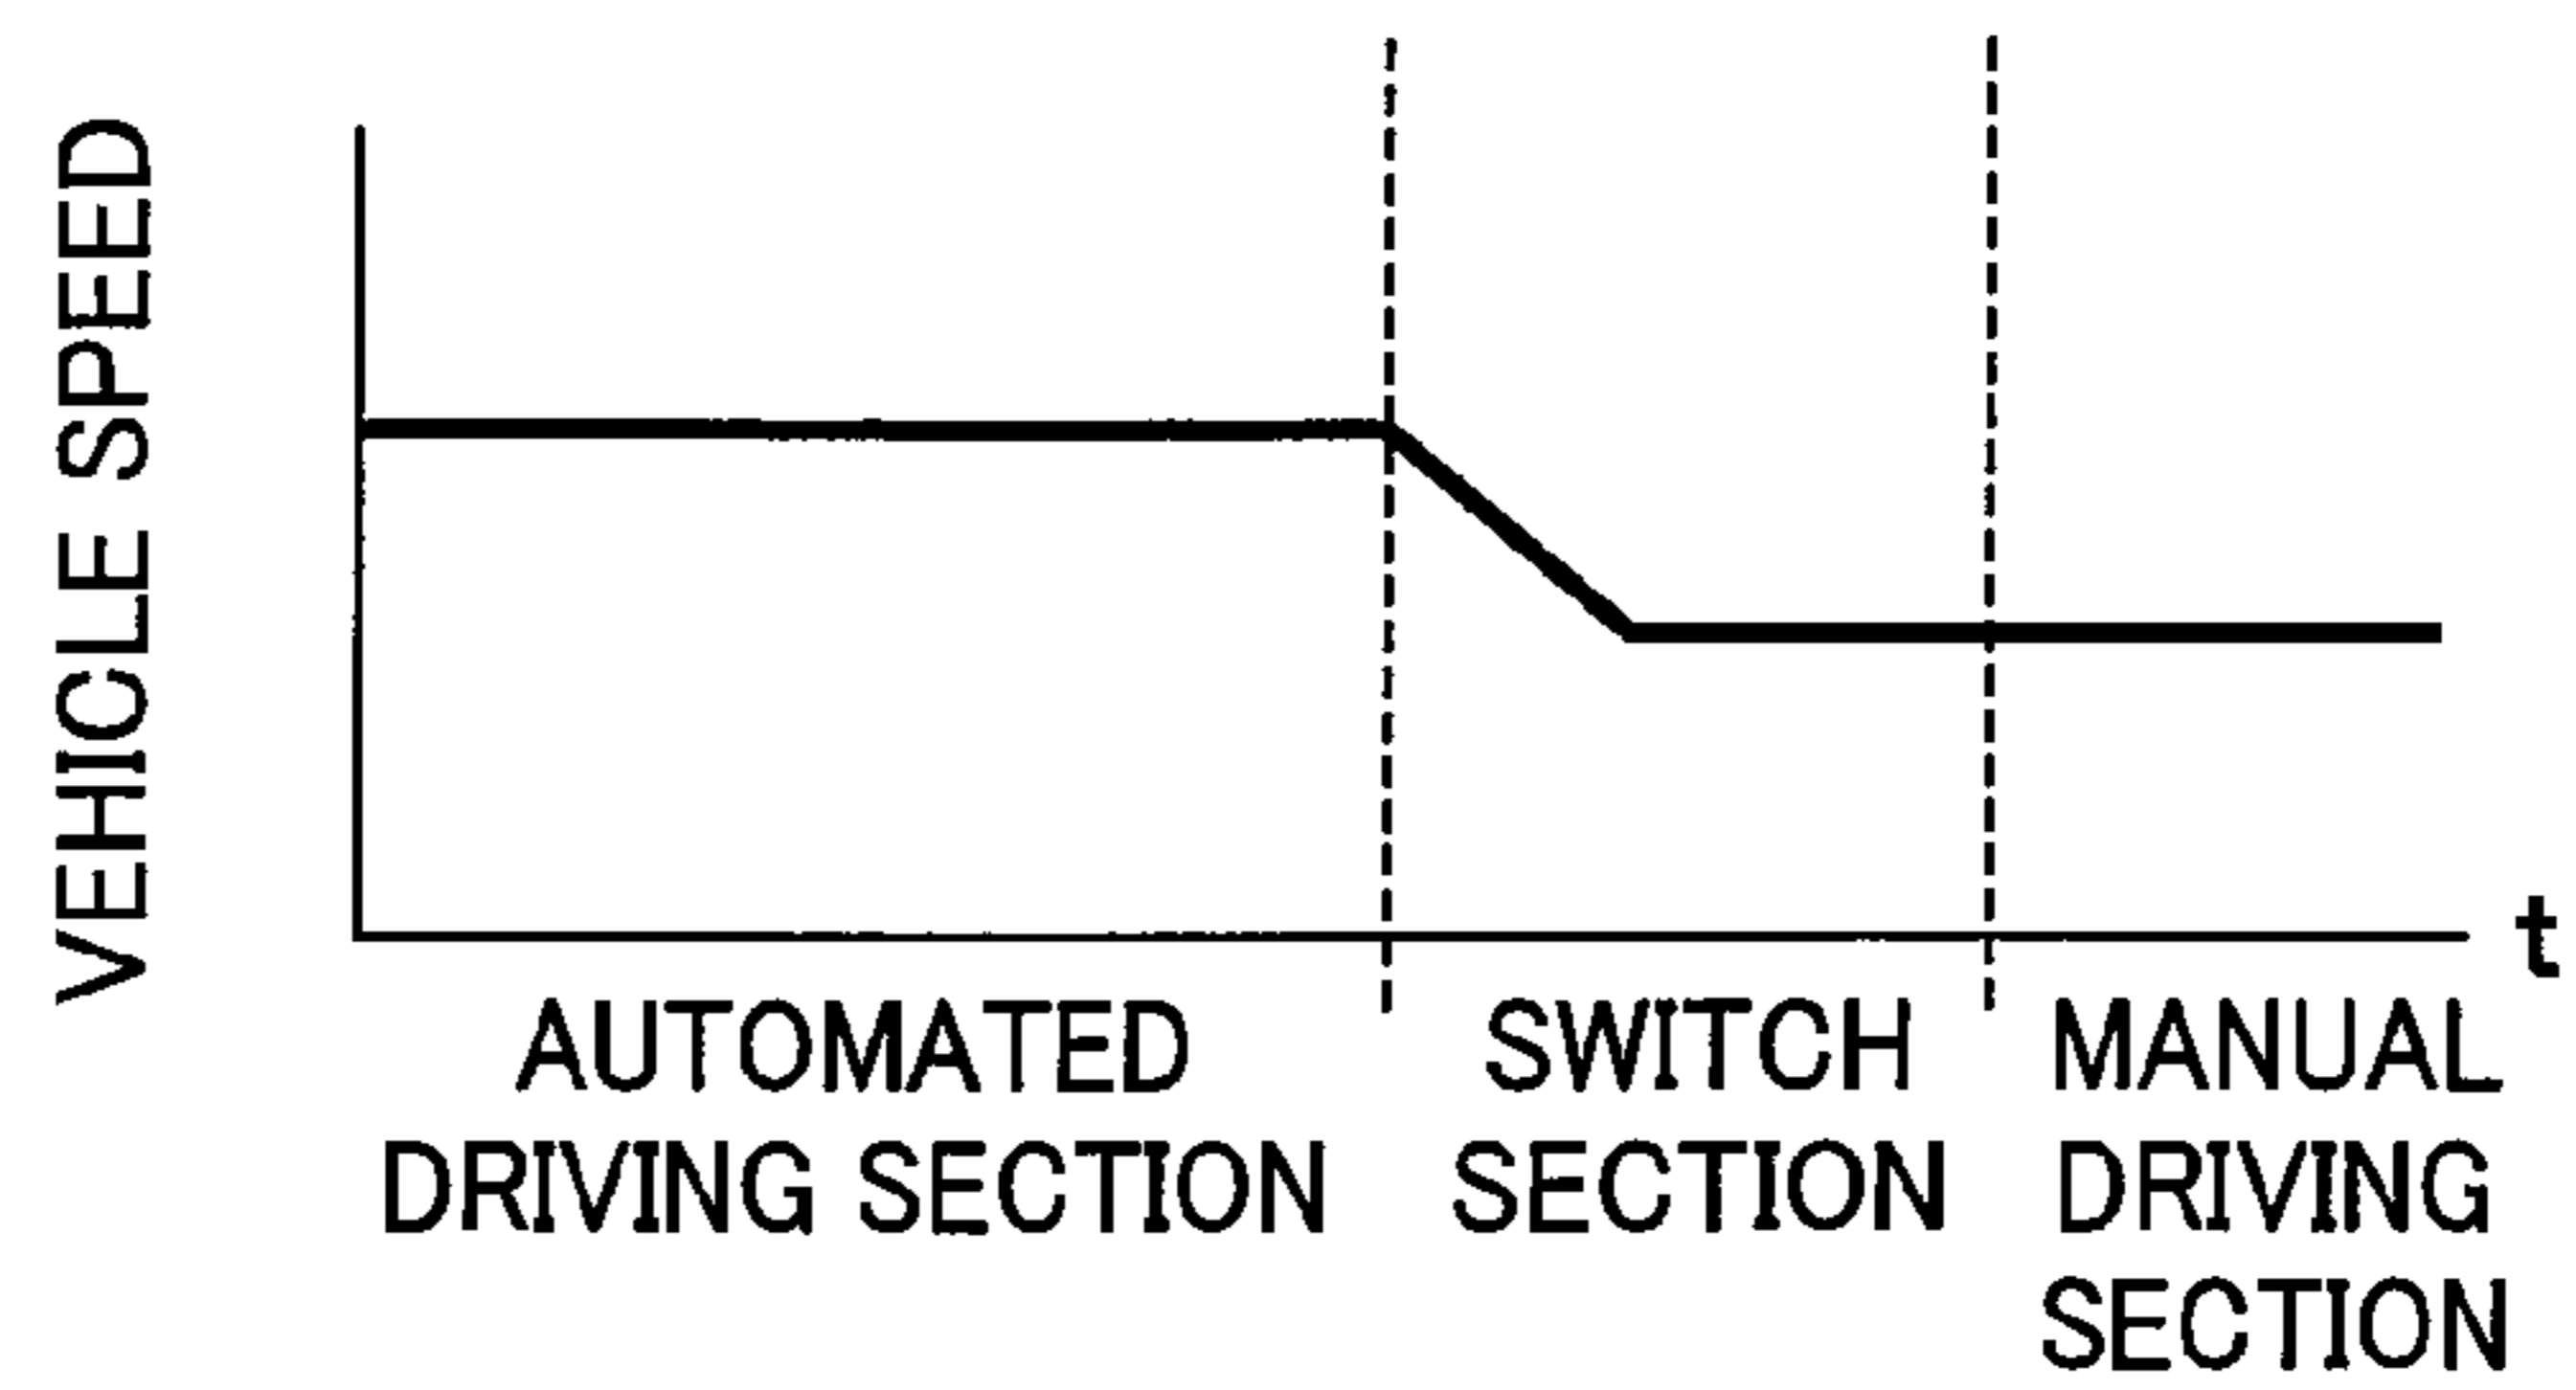 VEHICLE SPEED
t
AUTOMATED
DRIVING SECTION
SWITCH
SECTION
MANUAL
DRIVING
SECTION